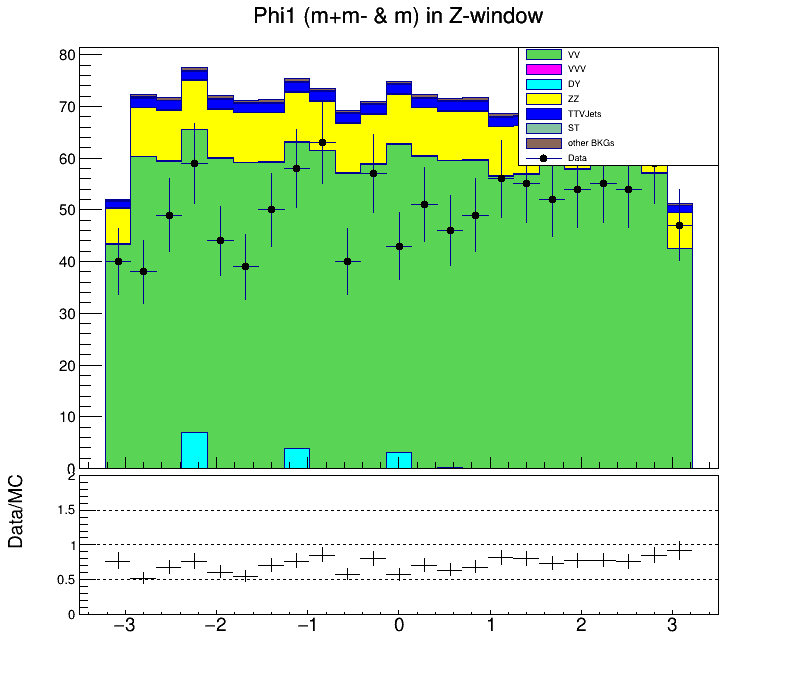 Phi1 (m+m- & m) in Z-window
80
70
60
50
40
30
20
10
0
VV
VVV
DY
ZZ
TTVJets
ST
other BKGs
Data
Data/MC
2
1.5
1
0.5
0
−3 −2 −1 0 1 2 3